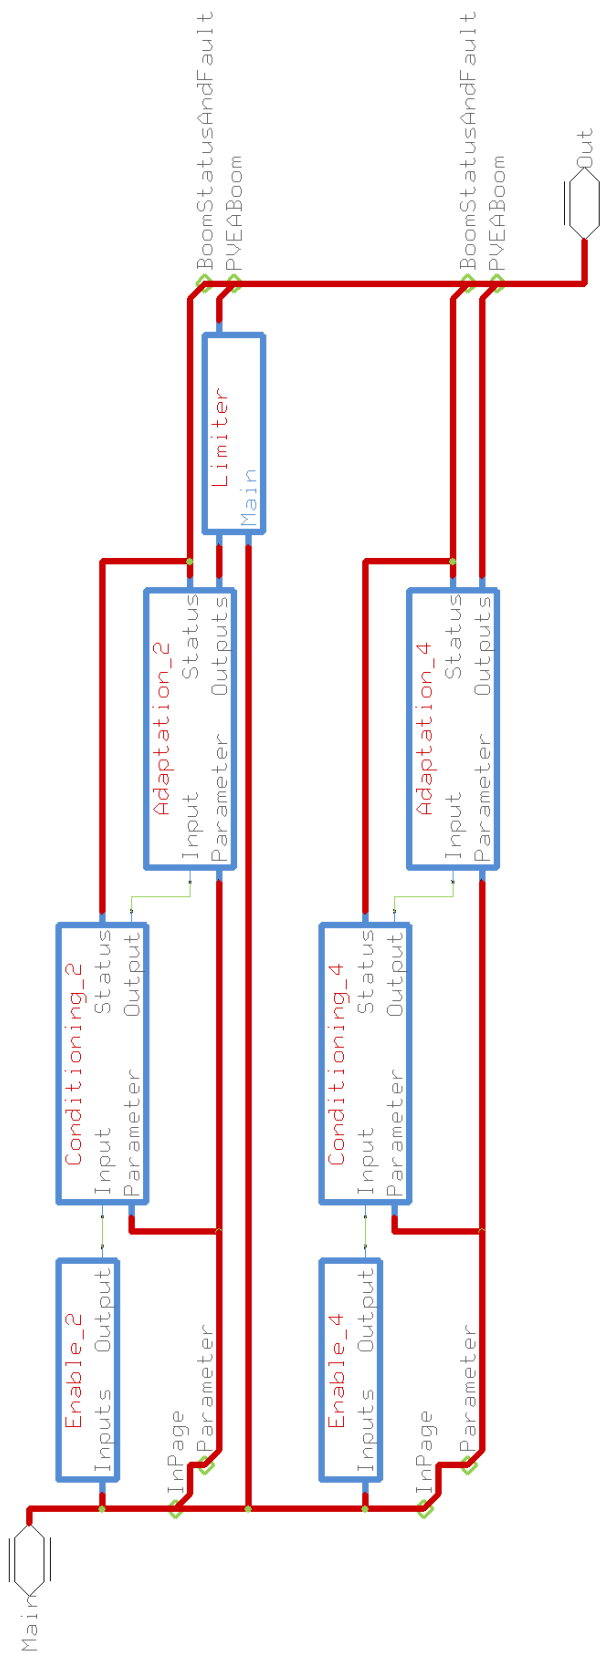 Main
Enable_2
Inputs
Output
InPage
Parameter
Conditioning_2
Input
Status
Parameter
Output
Adaptation_2
Input
Status
Parameter
Outputs
Limiter
Main
BoomStatusAndFault
PVEABoom
Enable_4
Inputs
Output
InPage
Parameter
Conditioning_4
Input
Status
Parameter
Output
Adaptation_4
Input
Status
Parameter
Outputs
BoomStatusAndFault
PVEABoom
Out